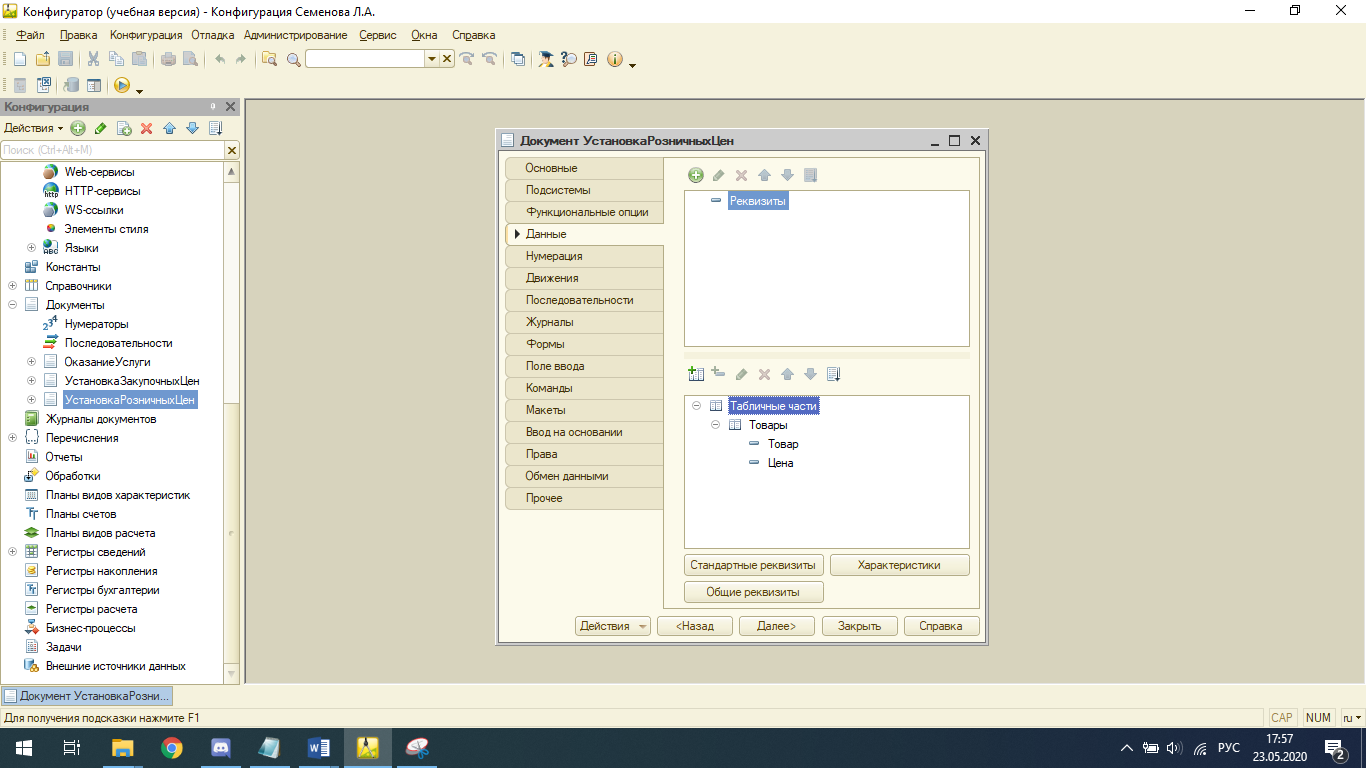 Конфигуратор (учебная версия) - Конфигурация Семенова Л.А.
Файл Правка Конфигурация Отладка Администрирование Сервис Окна Справка
Конфигурация
Действия
Поиск (Ctrl+Alt+M)
Web-сервисы
HTTP-сервисы
WS-ссылки
Элементы стиля
Языки
Константы
Справочники
Документы
Нумераторы
Последовательности
ОказаниеУслуги
УстановкаЗакупочныхЦен
УстановкаРозничныхЦен
Журналы документов
Перечисления
Отчеты
Обработки
Планы видов характеристик
Планы счетов
Планы видов расчета
Регистры сведений
Регистры накопления
Регистры бухгалтерии
Регистры расчета
Бизнес-процессы
Задачи
Внешние источники данных
Документ УстановкаРозничныхЦен
Основные
Подсистемы
Функциональные опции
Данные
Нумерация
Движения
Последовательности
Журналы
Формы
Поле ввода
Команды
Макеты
Ввод на основании
Права
Обмен данными
Прочее
Реквизиты
Табличные части
Товары
Товар
Цена
Стандартные реквизиты Характеристики
Общие реквизиты
Действия <Назад Далее> Закрыть Справка
Документ УстановкаРозни...
Для получения подсказки нажмите F1 CAP NUM ru
РУС 17:57
23.05.2020
2